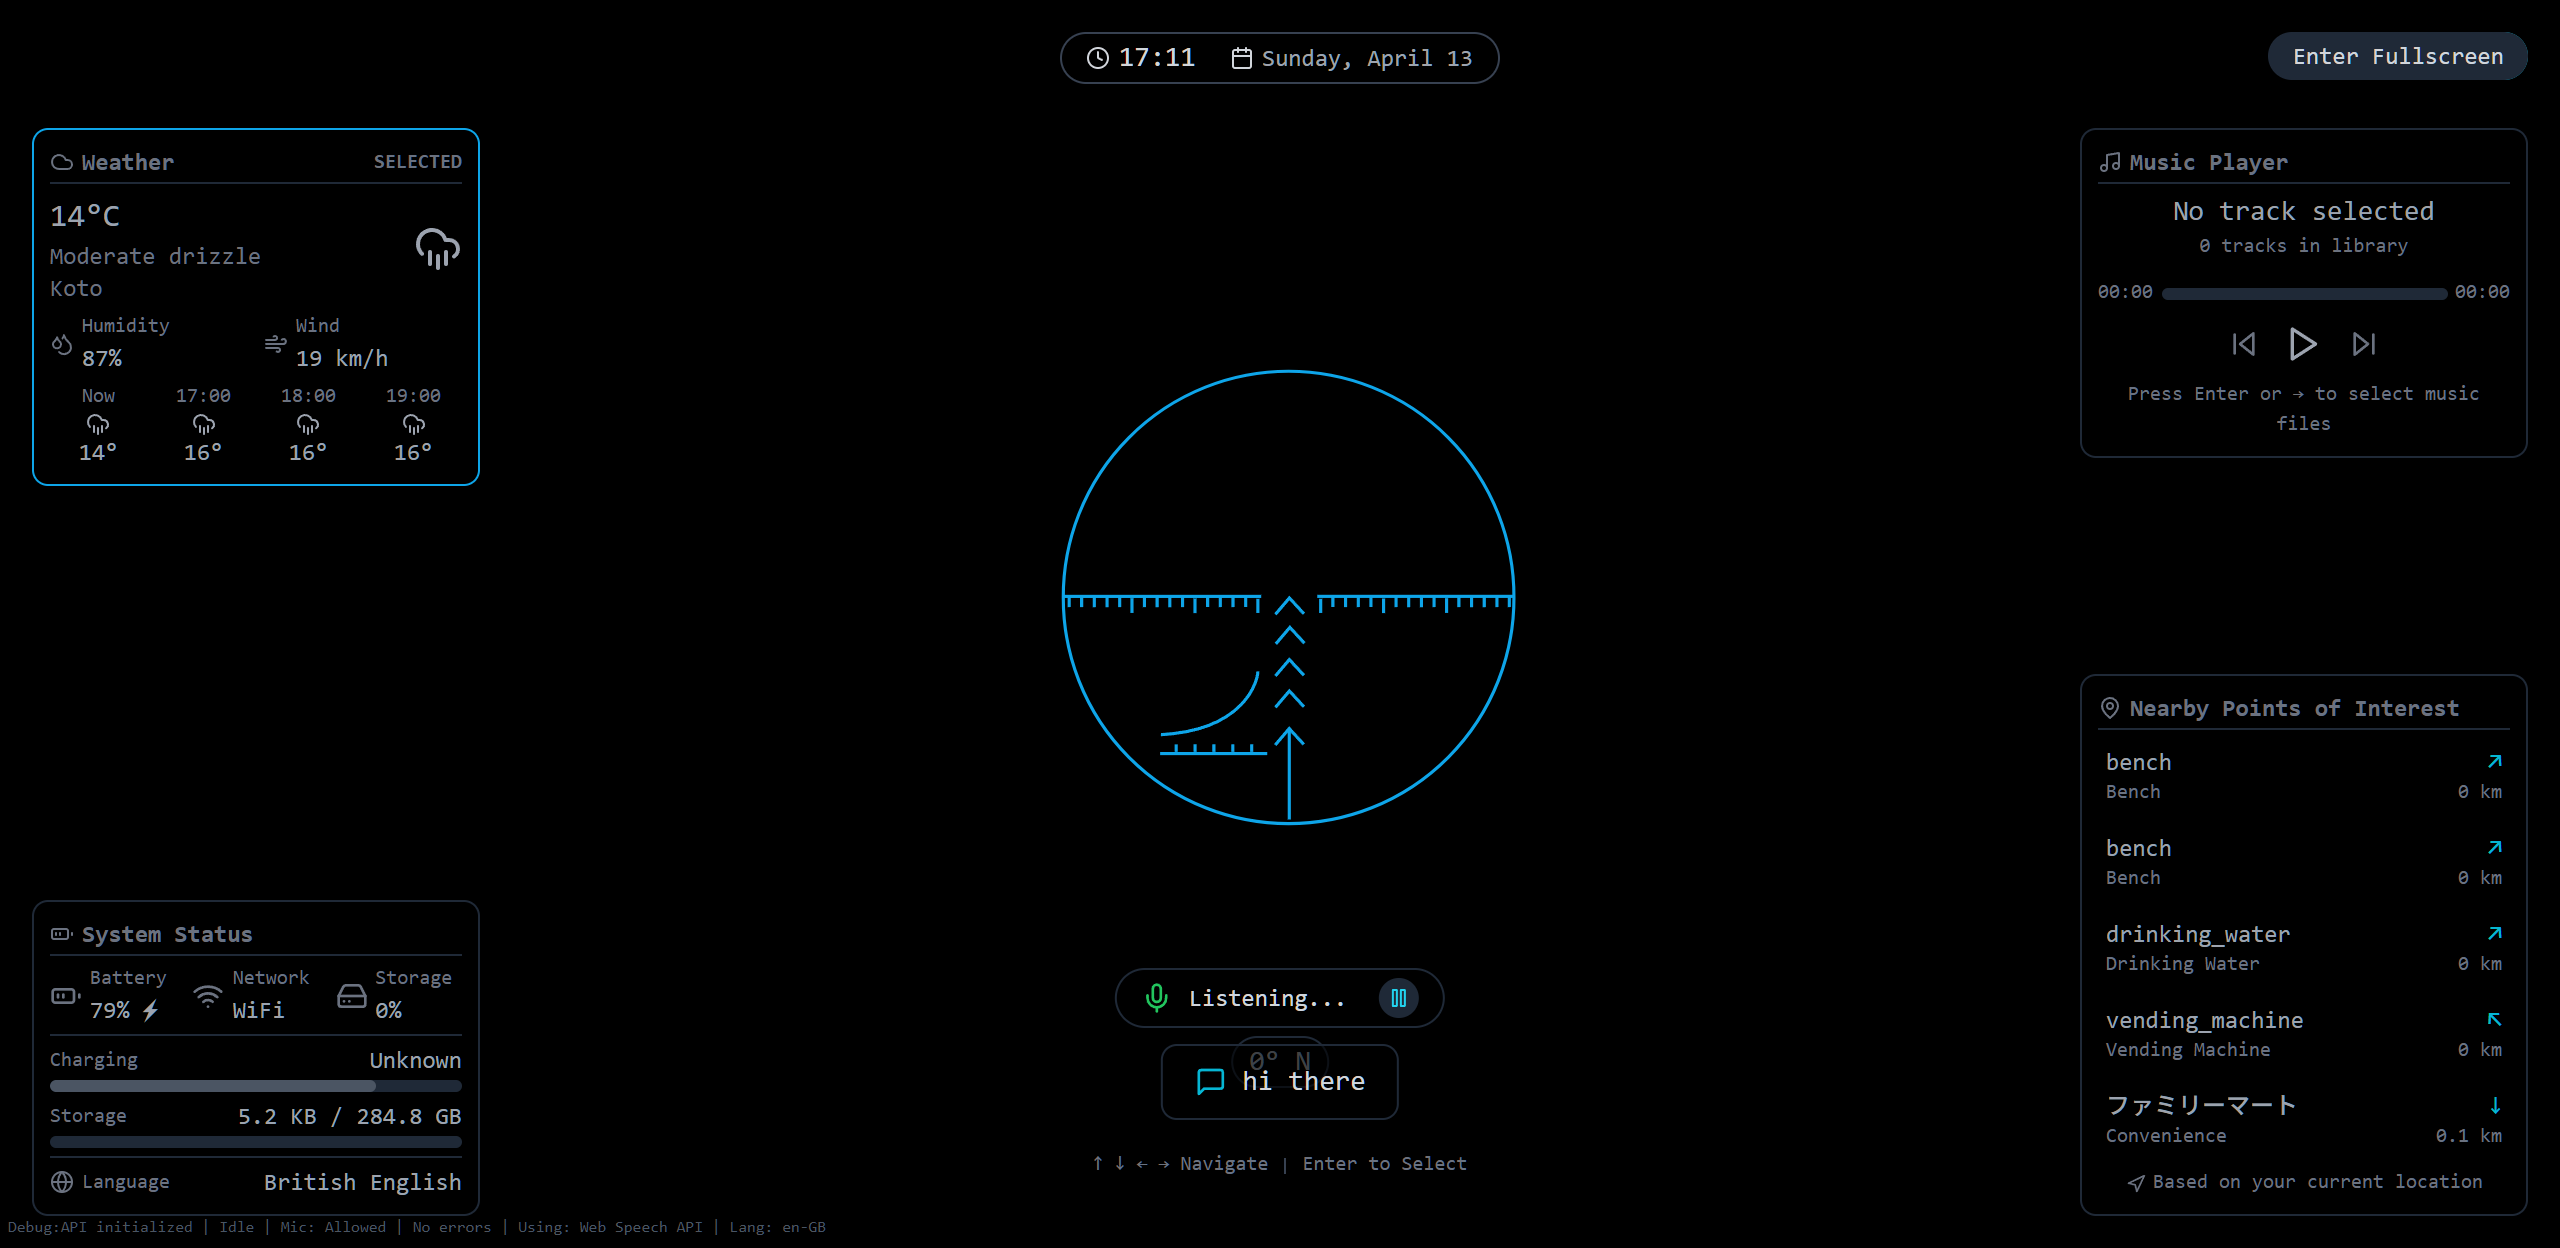 17:11 Sunday, April 13
Enter Fullscreen
Weather SELECTED
14°C
Moderate drizzle
Koto
Humidity Wind
87% 19 km/h
Now 17:00 18:00 19:00
14° 16° 16° 16°
Music Player
No track selected
0 tracks in library
00:00 00:00
Press Enter or → to select music
files
System Status
Battery Network Storage
79% WiFi 0%
Charging Unknown
Storage 5.2 KB / 284.8 GB
Language British English
Listening...
0° N
hi there
↑ ↓ ← → Navigate | Enter to Select
Nearby Points of Interest
bench
Bench 0 km
bench
Bench 0 km
drinking_water
Drinking Water 0 km
vending_machine
Vending Machine 0 km
ファミリーマート
Convenience 0.1 km
Based on your current location
Debug:API initialized | Idle | Mic: Allowed | No errors | Using: Web Speech API | Lang: en-GB